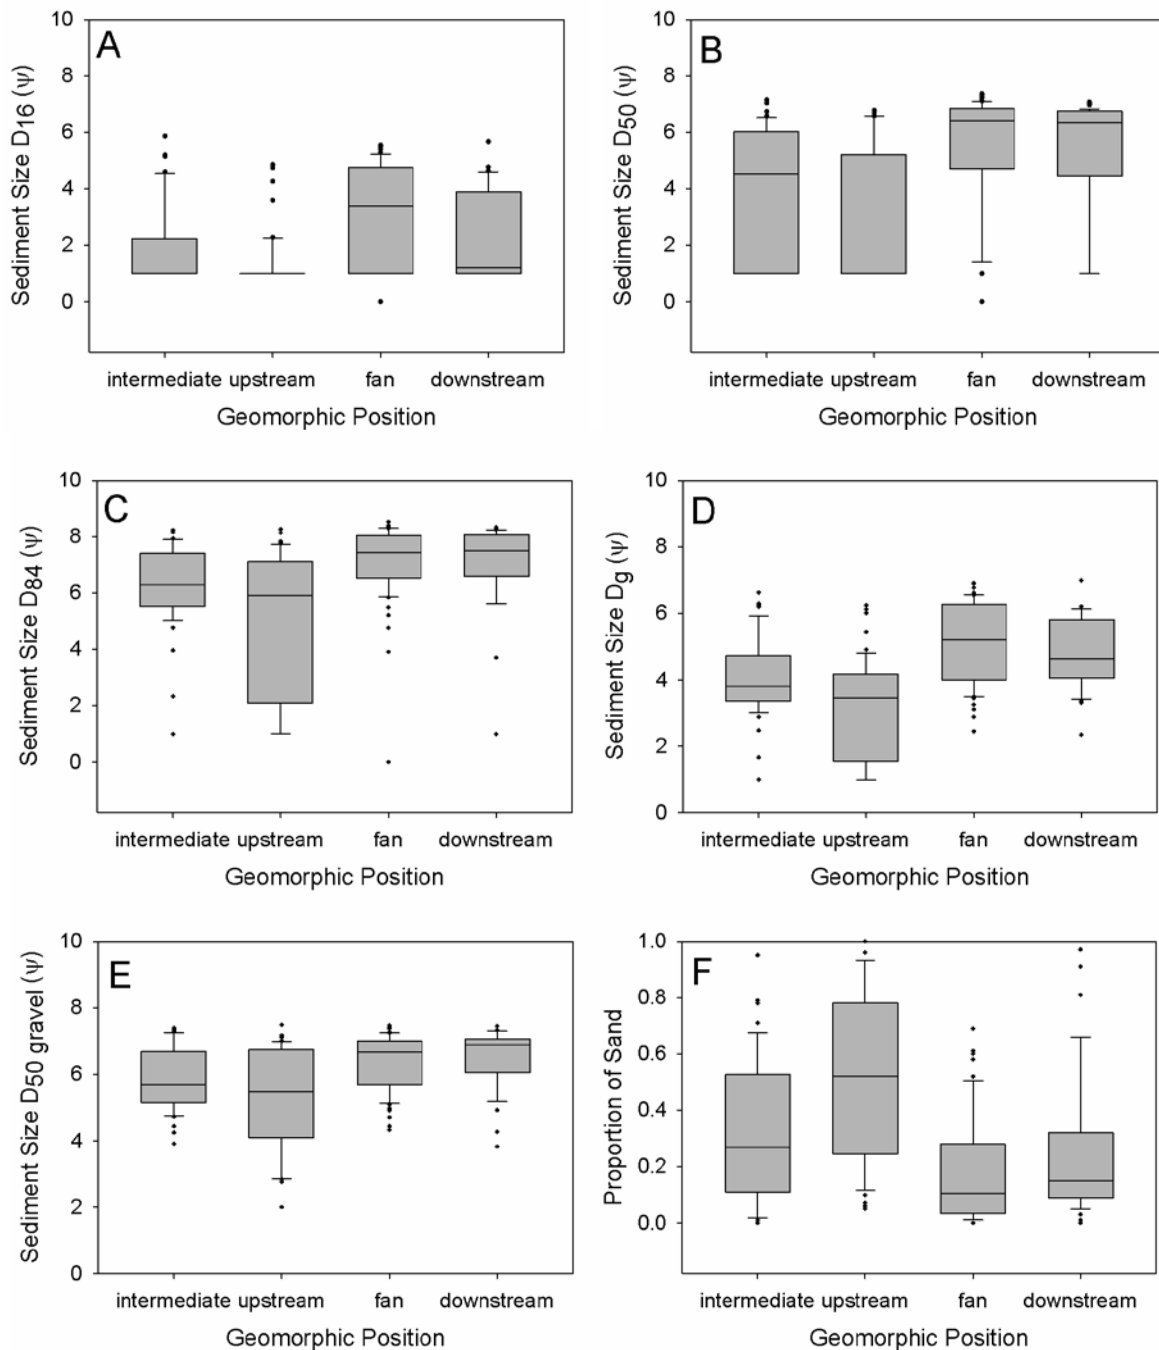 A
Sediment Size D16 (ψ)
10
8
6
4
2
0
intermediate upstream fan downstream
Geomorphic Position
B
Sediment Size D50 (ψ)
10
8
6
4
2
0
intermediate upstream fan downstream
Geomorphic Position
C
Sediment Size D84 (ψ)
10
8
6
4
2
0
intermediate upstream fan downstream
Geomorphic Position
D
Sediment Size Dg (ψ)
10
8
6
4
2
0
intermediate upstream fan downstream
Geomorphic Position
E
Sediment Size D50 gravel (ψ)
10
8
6
4
2
0
intermediate upstream fan downstream
Geomorphic Position
F
Proportion of Sand
1.0
0.8
0.6
0.4
0.2
0.0
intermediate upstream fan downstream
Geomorphic Position